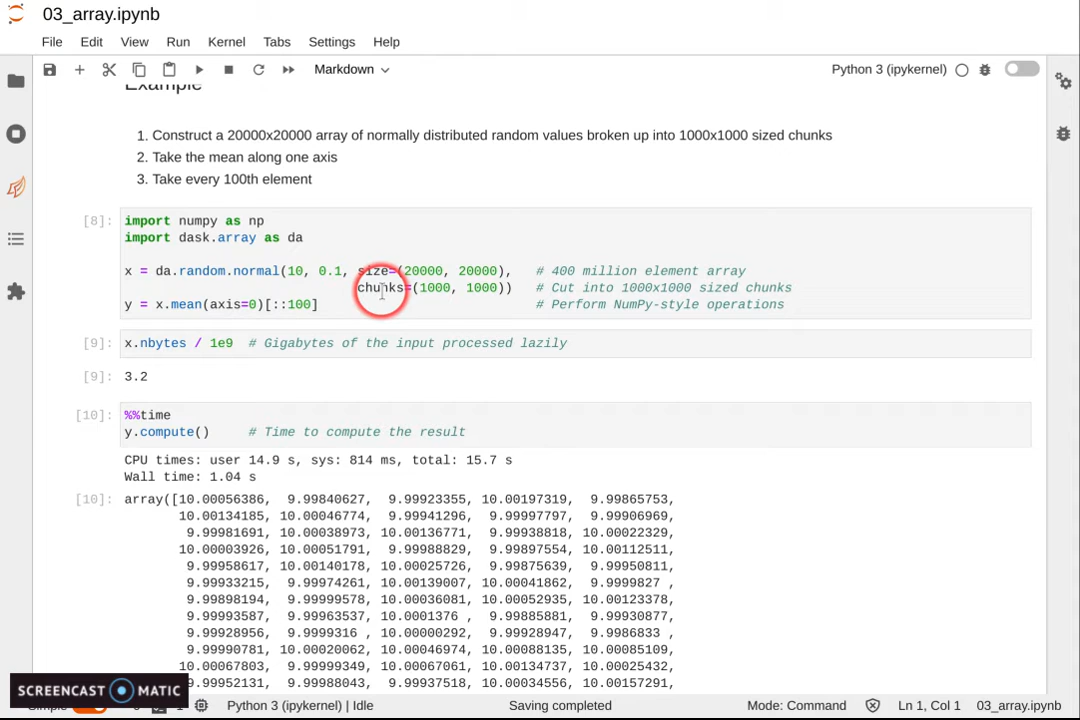 03_array.ipynb
File Edit View Run Kernel Tabs Settings Help
Markdown Python 3 (ipykernel)
Example
1. Construct a 20000x20000 array of normally distributed random values broken up into 1000x1000 sized chunks
2. Take the mean along one axis
3. Take every 100th element
[8]: import numpy as np
import dask.array as da
x = da.random.normal(10, 0.1, size=(20000, 20000), # 400 million element array
chunks=(1000, 1000)) # Cut into 1000x1000 sized chunks
y = x.mean(axis=0)[::100] # Perform NumPy-style operations
[9]: x.nbytes / 1e9 # Gigabytes of the input processed lazily
[9]: 3.2
[10]: %%time
y.compute() # Time to compute the result
CPU times: user 14.9 s, sys: 814 ms, total: 15.7 s
Wall time: 1.04 s
[10]: array([10.00056386, 9.99840627, 9.99923355, 10.00197319, 9.99865753,
10.00134185, 10.00046774, 9.99941296, 9.99997797, 9.99906969,
9.99981691, 10.00038973, 10.00136771, 9.99938818, 10.00022329,
10.00003926, 10.00051791, 9.99988829, 9.99897554, 10.00112511,
9.99958617, 10.00140178, 10.00025726, 9.99875639, 9.99950811,
9.99933215, 9.99974261, 10.00139007, 10.00041862, 9.9999827 ,
9.99898194, 9.99999578, 10.00036081, 10.00052935, 10.00123378,
9.99993587, 9.99963537, 10.0001376 , 9.99885881, 9.99930877,
9.99928956, 9.9999316 , 10.00000292, 9.99928947, 9.9986833 ,
9.99990781, 10.00020062, 10.00046974, 10.00088135, 10.00085109,
10.00067803, 9.99999349, 10.00067061, 10.00134737, 10.00025432,
9.99952131, 9.99988043, 9.99937518, 10.00034556, 10.00157291,
SCREENCAST MATIC
Simple Python 3 (ipykernel) | Idle Saving completed Mode: Command Ln 1, Col 1 03_array.ipynb